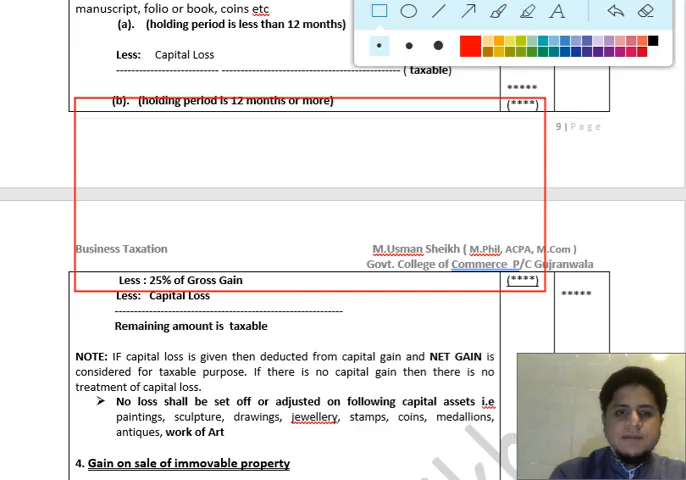 manuscript, folio or book, coins etc
(a). (holding period is less than 12 months)
Less: Capital Loss
--------------------------- ---------------------------------------------- ( taxable)
*****
(b). (holding period is 12 months or more)
(****)
9 | Page
Business Taxation M.Usman Sheikh ( M.Phil, ACPA, M.Com )
Govt. College of Commerce P/C Gujranwala
Less : 25% of Gross Gain (****)
Less: Capital Loss *****
------------------------------------------------------------
Remaining amount is taxable
NOTE: IF capital loss is given then deducted from capital gain and NET GAIN is
considered for taxable purpose. If there is no capital gain then there is no
treatment of capital loss.
➤ No loss shall be set off or adjusted on following capital assets i.e
paintings, sculpture, drawings, jewellery, stamps, coins, medallions,
antiques, work of Art
4. Gain on sale of immovable property